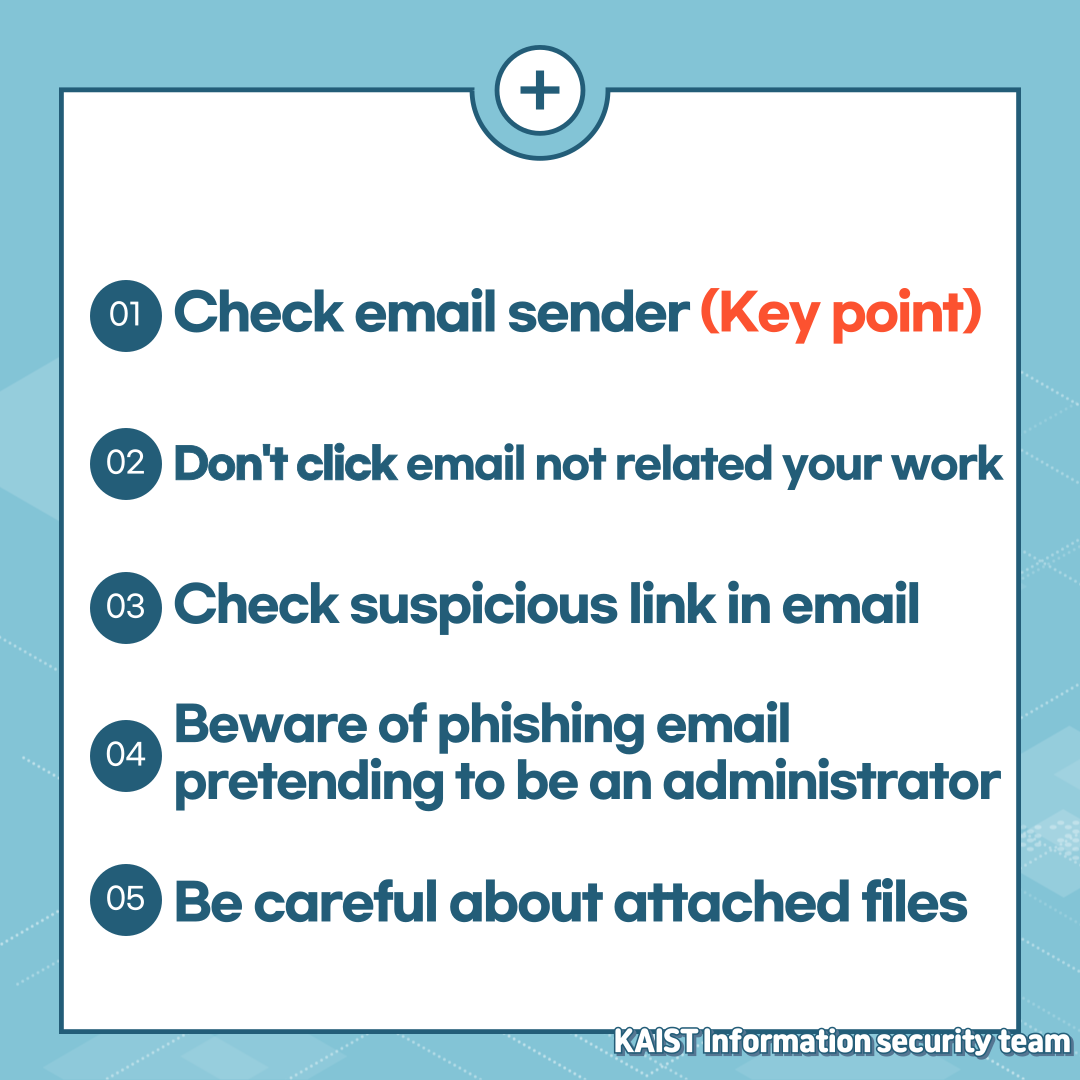 +
01 Check email sender (Key point)
02 Don't click email not related your work
03 Check suspicious link in email
04 Beware of phishing email
pretending to be an administrator
05 Be careful about attached files
KAIST Information security team